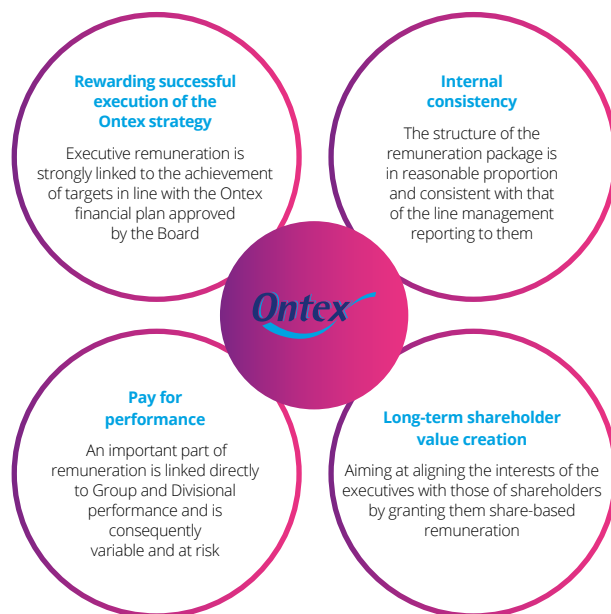 Rewarding successful
execution of the
Ontex strategy
Executive remuneration is
strongly linked to the achievement
of targets in line with the Ontex
financial plan approved
by the Board
Internal
consistency
The structure of the
remuneration package is
in reasonable proportion
and consistent with that
of the line management
reporting to them
Ontex
Pay for
performance
An important part of
remuneration is linked directly
to Group and Divisional
performance and is
consequently
variable and at risk
Long-term shareholder
value creation
Aiming at aligning the interests of the
executives with those of shareholders
by granting them share-based
remuneration